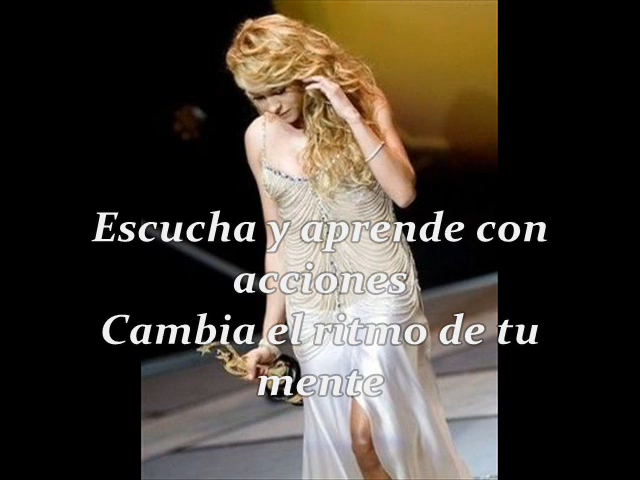 Escucha y aprende con
acciones
Cambia el ritmo de tu
mente